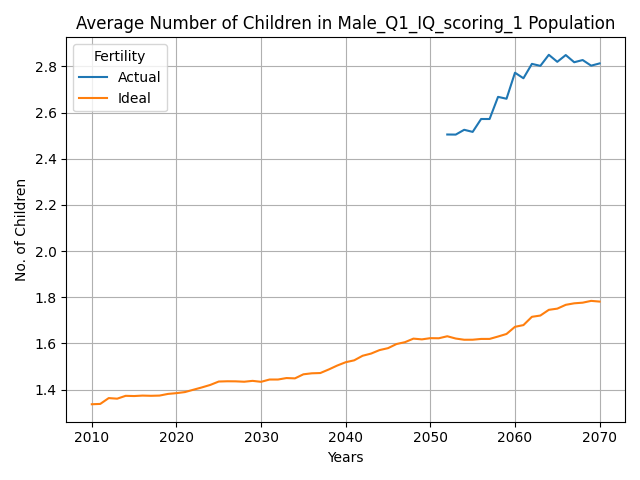 Average Number of Children in Male_Q1_IQ_scoring_1 Population
Fertility
Actual
Ideal
No. of Children
2.8
2.6
2.4
2.2
2.0
1.8
1.6
1.4
2010 2020 2030 2040 2050 2060 2070
Years